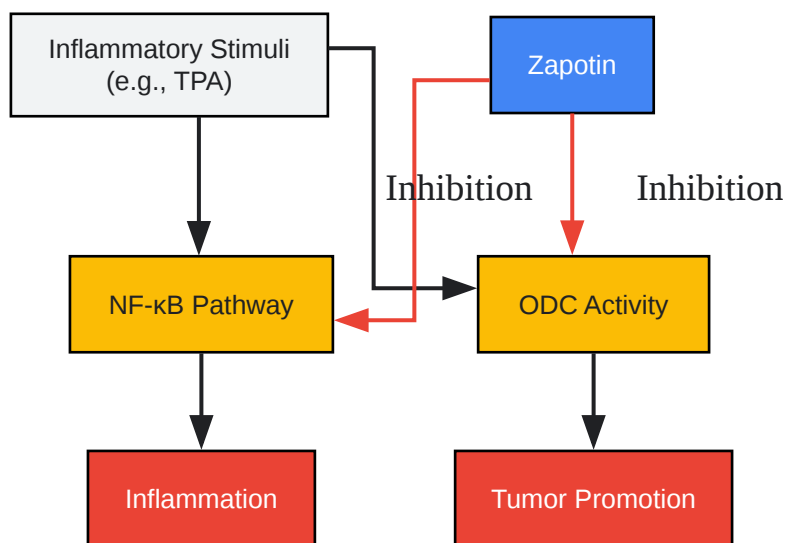 Inflammatory Stimuli
(e.g., TPA)
Zapotin
Inhibition
Inhibition
NF-κB Pathway
ODC Activity
Inflammation
Tumor Promotion